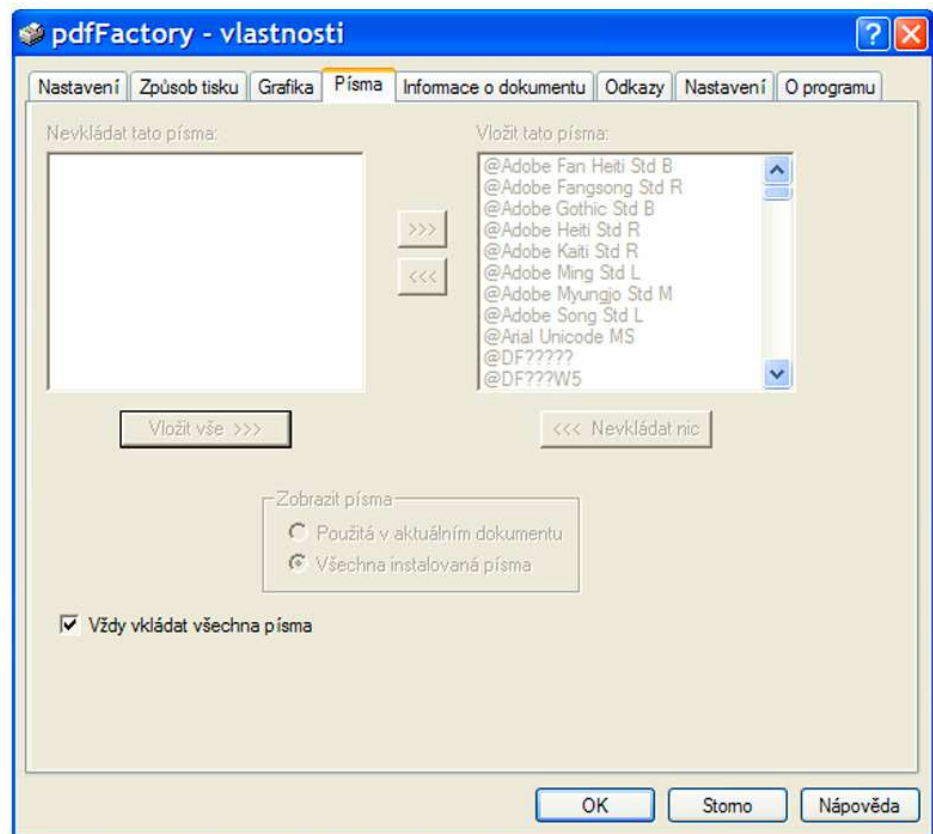 pdfFactory - vlastnosti
Nastavení Způsob tisku Grafika Písma Informace o dokumentu Odkazy Nastavení O programu
Nevkládat tato písma:
Vložit tato písma:
@Adobe Fan Heiti Std B
@Adobe Fangsong Std R
@Adobe Gothic Std B
@Adobe Heiti Std R
@Adobe Kaiti Std R
@Adobe Ming Std L
@Adobe Myungjo Std M
@Adobe Song Std L
@Arial Unicode MS
@DF?????
@DF???W5
>>>
<<<
Vložit vše >>>
<<< Nevkládat nic
Zobrazit písma
Použitá v aktuálním dokumentu
Všechna instalovaná písma
Vždy vkládat všechna písma
OK Storno Nápověda